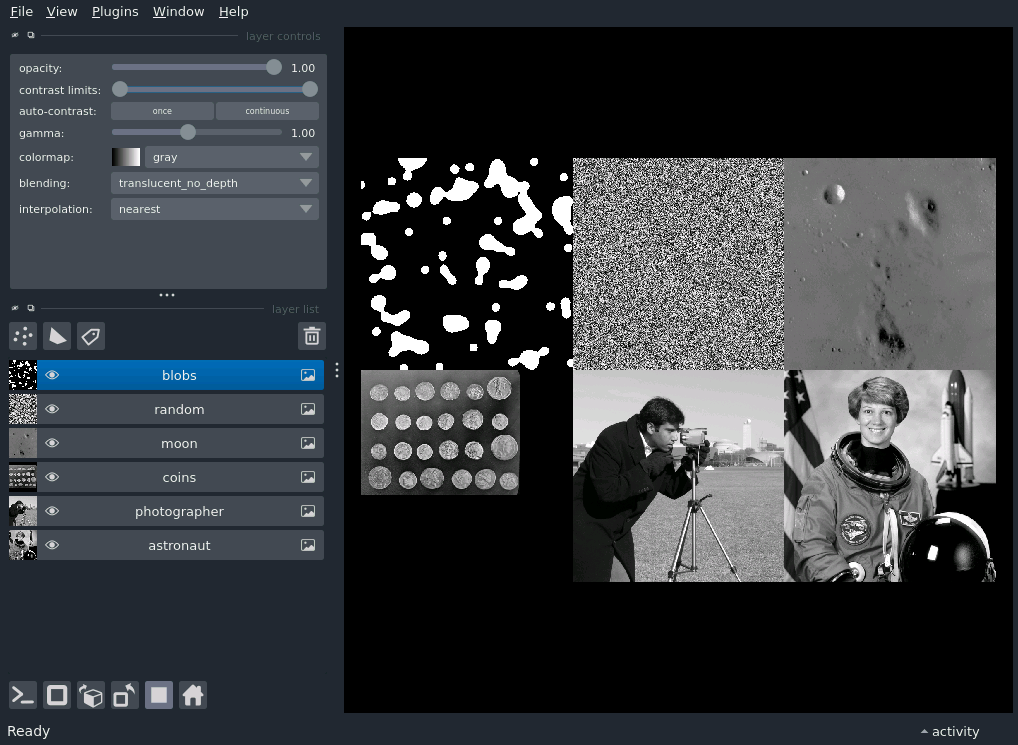 File View Plugins Window Help
layer controls
opacity: 1.00
contrast limits:
auto-contrast: once continuous
gamma: 1.00
colormap: gray
blending: translucent_no_depth
interpolation: nearest
layer list
blobs
random
moon
coins
photographer
astronaut
Ready
activity